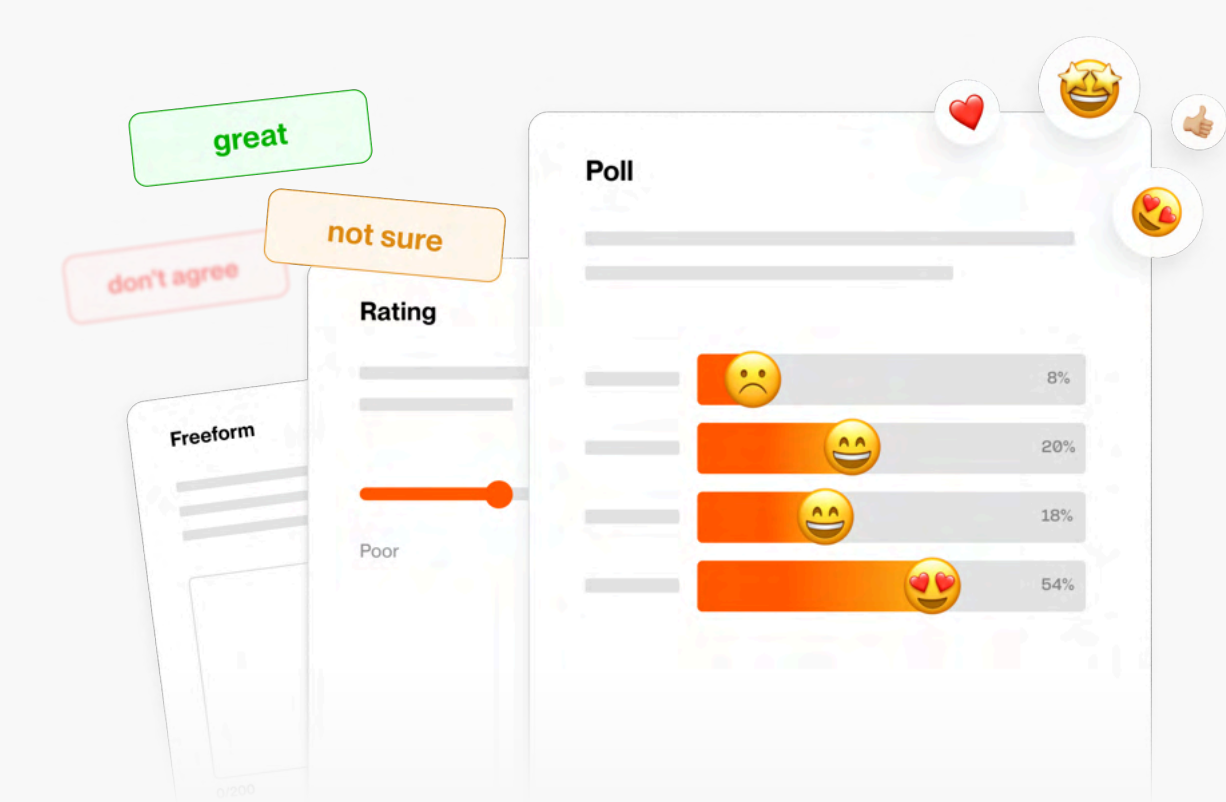 great
not sure
don't agree
Freeform
0/200
Rating
Poor
Poll
8%
20%
18%
54%